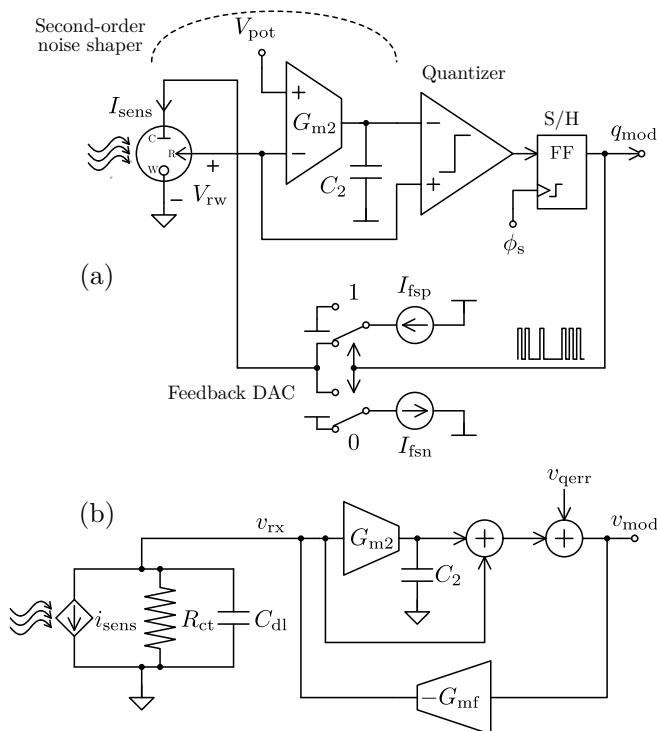 Second-order
noise shaper
V_pot
Quantizer
I_sens
C
R
W
+
−
V_rw
+
−
G_m2
C_2
−
+
S/H
FF
q_mod
ϕ_s
(a)
1
I_fsp
Feedback DAC
0
I_fsn
(b)
v_rx
G_m2
C_2
+
+
v_qerr
v_mod
i_sens
R_ct
C_dl
−G_mf